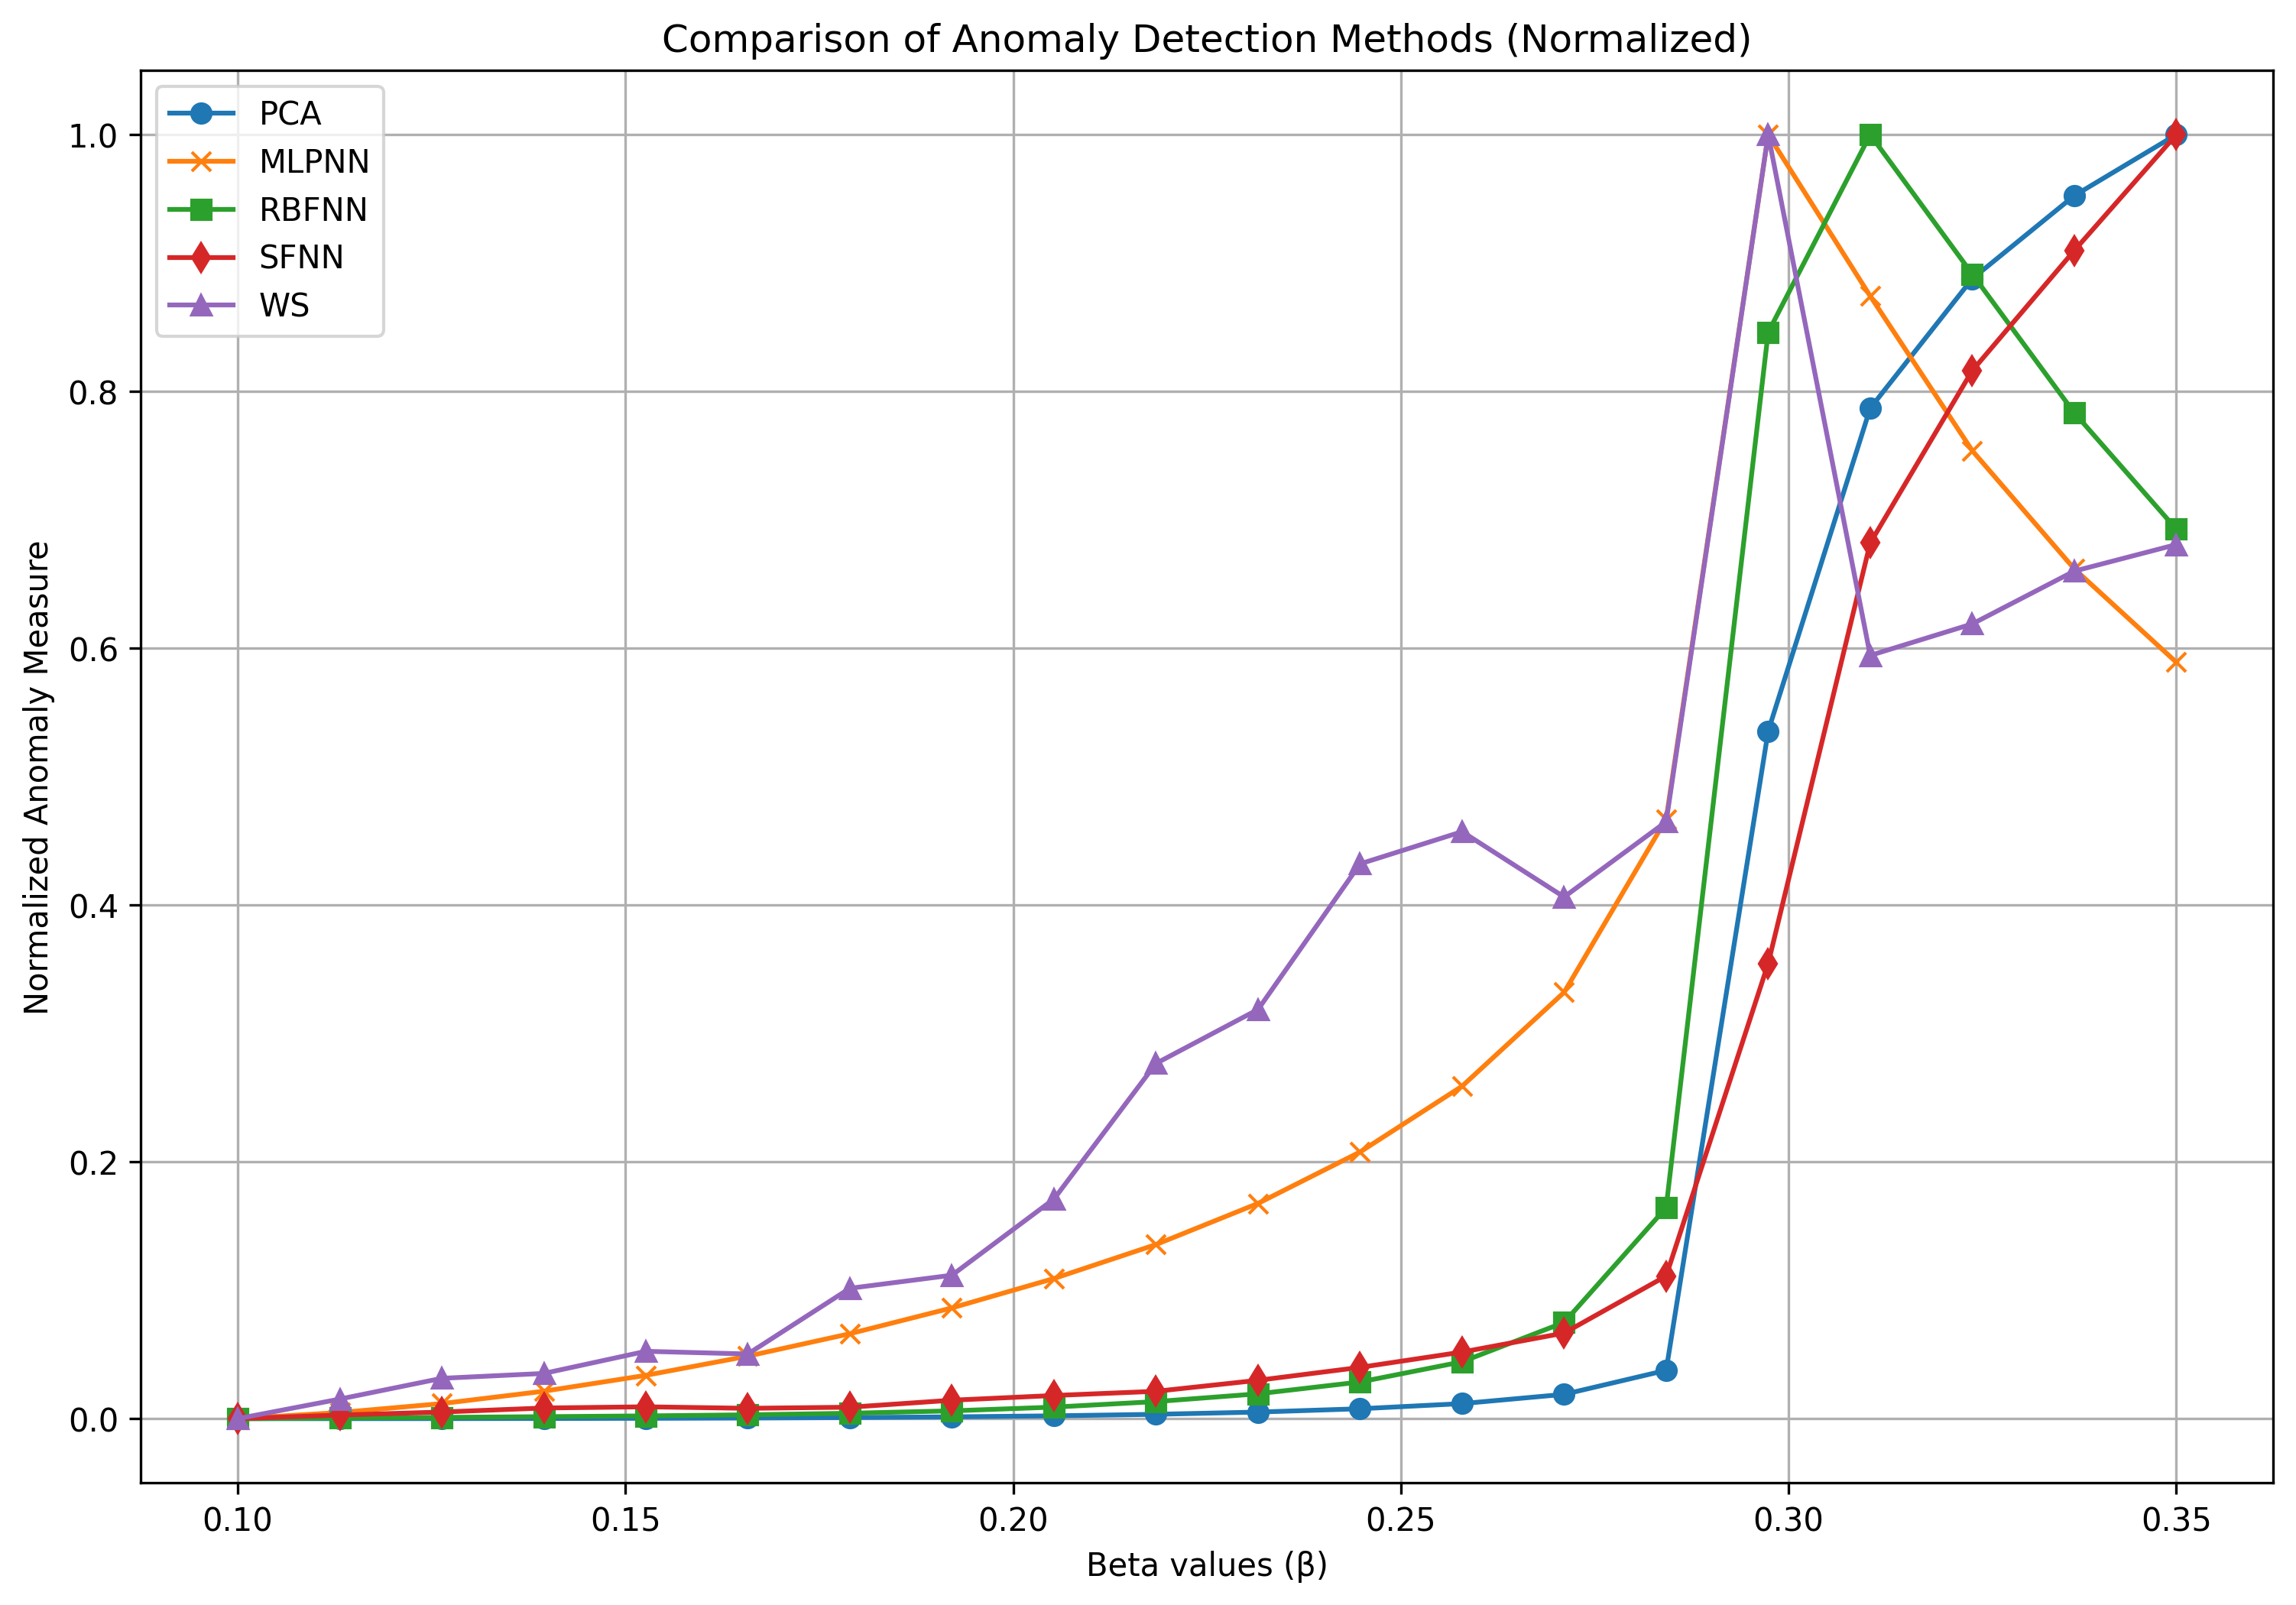 Comparison of Anomaly Detection Methods (Normalized)
PCA
MLPNN
RBFNN
SFNN
WS
Normalized Anomaly Measure
1.0
0.8
0.6
0.4
0.2
0.0
0.10 0.15 0.20 0.25 0.30 0.35
Beta values (β)